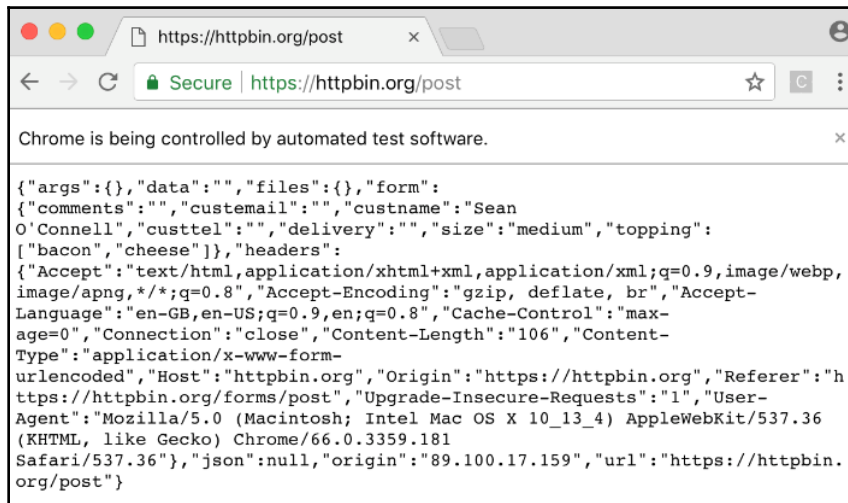 https://httpbin.org/post
Secure https://httpbin.org/post
C
Chrome is being controlled by automated test software.
{"args":{},"data":"","files":{},"form":
{"comments":"","custemail":"","custname":"Sean
O'Connell","custtel":"","delivery":"","size":"medium","topping":
["bacon","cheese"]},"headers":
{"Accept":"text/html,application/xhtml+xml,application/xml;q=0.9,image/webp,
image/apng,*/*;q=0.8","Accept-Encoding":"gzip, deflate, br","Accept-
Language":"en-GB,en-US;q=0.9,en;q=0.8","Cache-Control":"max-
age=0","Connection":"close","Content-Length":"106","Content-
Type":"application/x-www-form-
urlencoded","Host":"httpbin.org","Origin":"https://httpbin.org","Referer":"h
ttps://httpbin.org/forms/post","Upgrade-Insecure-Requests":"1","User-
Agent":"Mozilla/5.0 (Macintosh; Intel Mac OS X 10_13_4) AppleWebKit/537.36
(KHTML, like Gecko) Chrome/66.0.3359.181
Safari/537.36"},"json":null,"origin":"89.100.17.159","url":"https://httpbin.
org/post"}